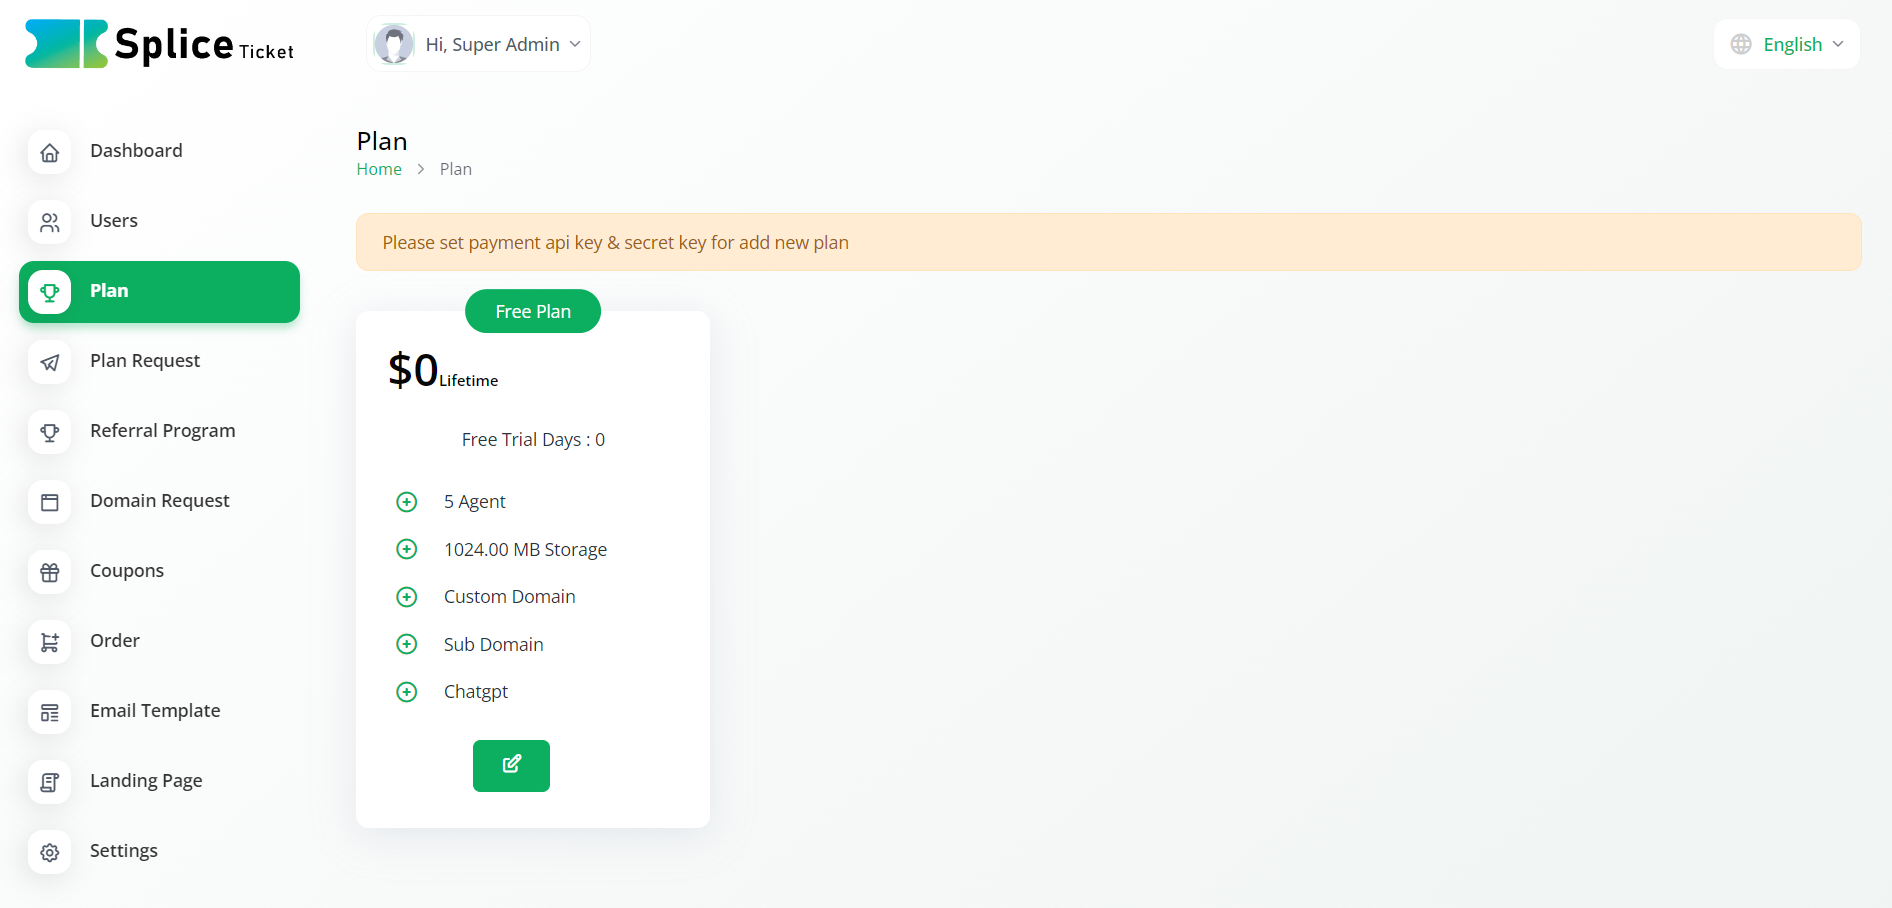 Splice Ticket
Hi, Super Admin
English
Dashboard
Users
Plan
Plan Request
Referral Program
Domain Request
Coupons
Order
Email Template
Landing Page
Settings
Plan
Home > Plan
Please set payment api key & secret key for add new plan
Free Plan
$0Lifetime
Free Trial Days : 0
5 Agent
1024.00 MB Storage
Custom Domain
Sub Domain
Chatgpt